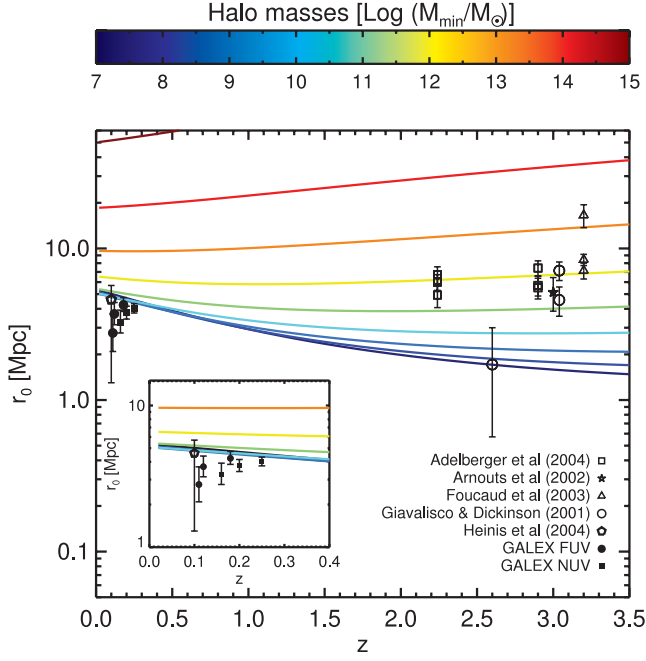 Halo masses [Log (M_min/M_⊙)]
7 8 9 10 11 12 13 14 15
r_0 [Mpc]
10.0
1.0
0.1
0.0 0.5 1.0 1.5 2.0 2.5 3.0 3.5
z
r_0 [Mpc]
10
1
0.0 0.1 0.2 0.3 0.4
z
Adelberger et al (2004)
Arnouts et al (2002)
Foucaud et al (2003)
Giavalisco & Dickinson (2001)
Heinis et al (2004)
GALEX FUV
GALEX NUV